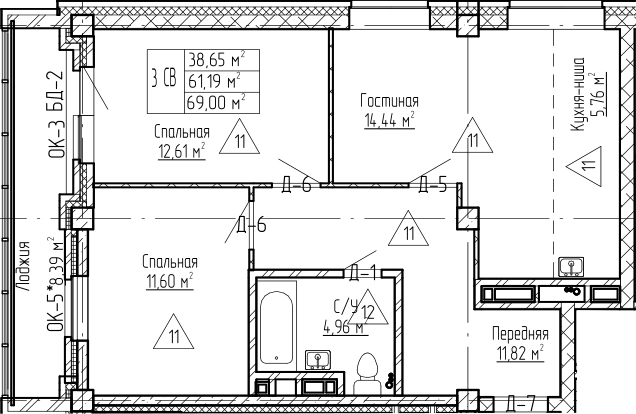 3 СВ
38.65 м²
61.19 м²
69.00 м²
Спальная
12.61 м²
11
Гостиная
14.44 м²
11
Кухня-ниша
5.76 м²
11
ОК-3 БД-2
Д-6
Д-5
Д-6
11
Лоджия
ОК-5* 8.39 м²
Спальная
11.60 м²
11
Д-1
С/У
4.96 м²
12
Передняя
11.82 м²
Д-7